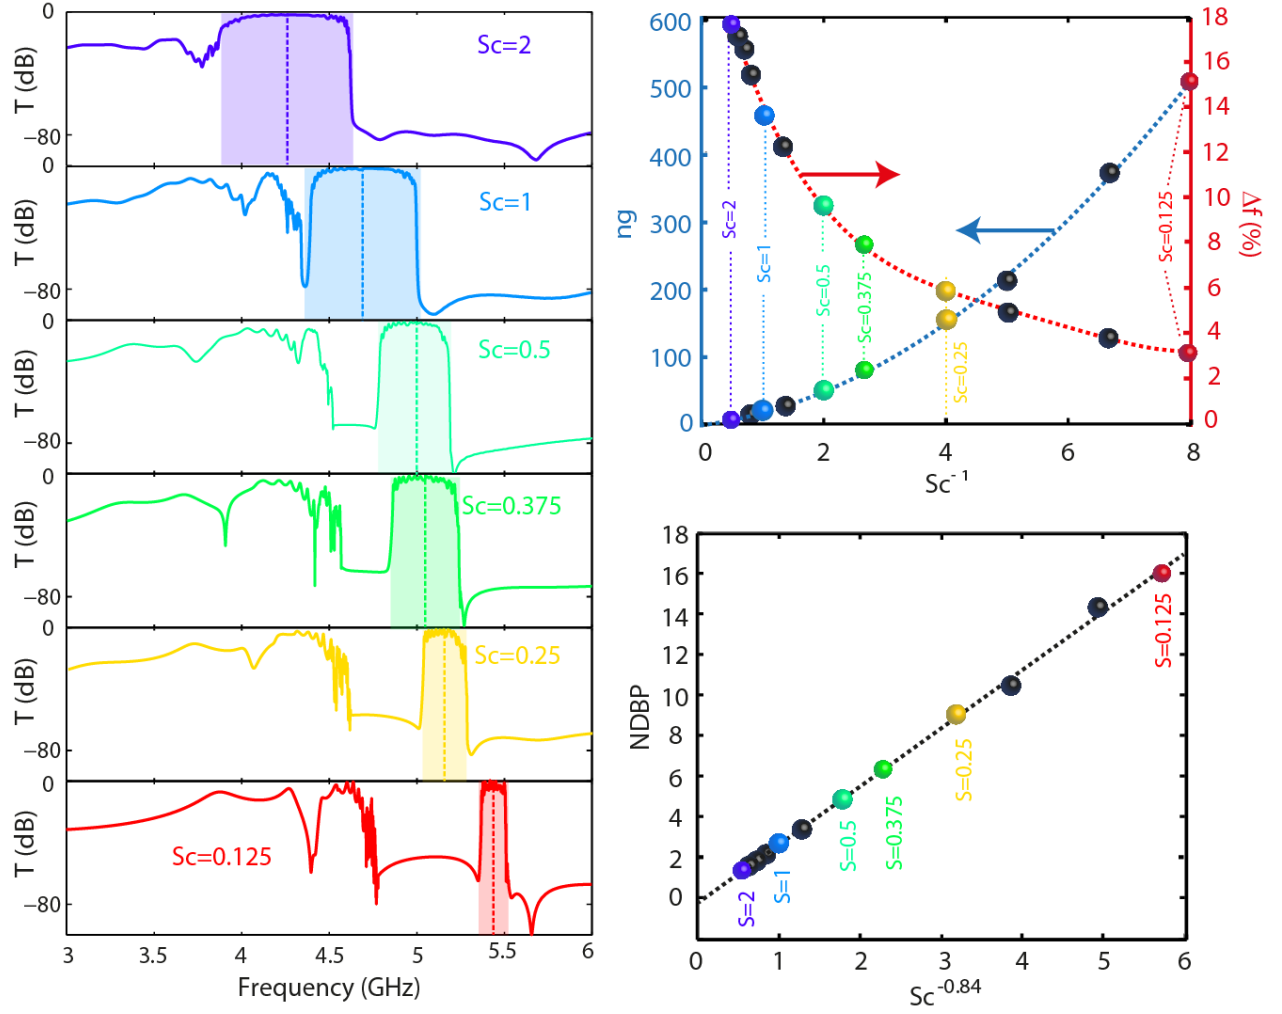 0
T (dB)
−80
Sc=2
0
T (dB)
−80
Sc=1
0
T (dB)
−80
Sc=0.5
0
T (dB)
−80
Sc=0.375
0
T (dB)
−80
Sc=0.25
0
T (dB)
−80
Sc=0.125
3 3.5 4 4.5 5 5.5 6
Frequency (GHz)
600
500
400
300
200
100
0
ng
18
16
14
12
10
8
6
4
2
0
Δf (%)
Sc=2
Sc=1
Sc=0.5
Sc=0.375
Sc=0.25
Sc=0.125
0 2 4 6 8
Sc⁻¹
18
16
14
12
10
8
6
4
2
0
NDBP
S=2
S=1
S=0.5
S=0.375
S=0.25
S=0.125
0 1 2 3 4 5 6
Sc^-0.84